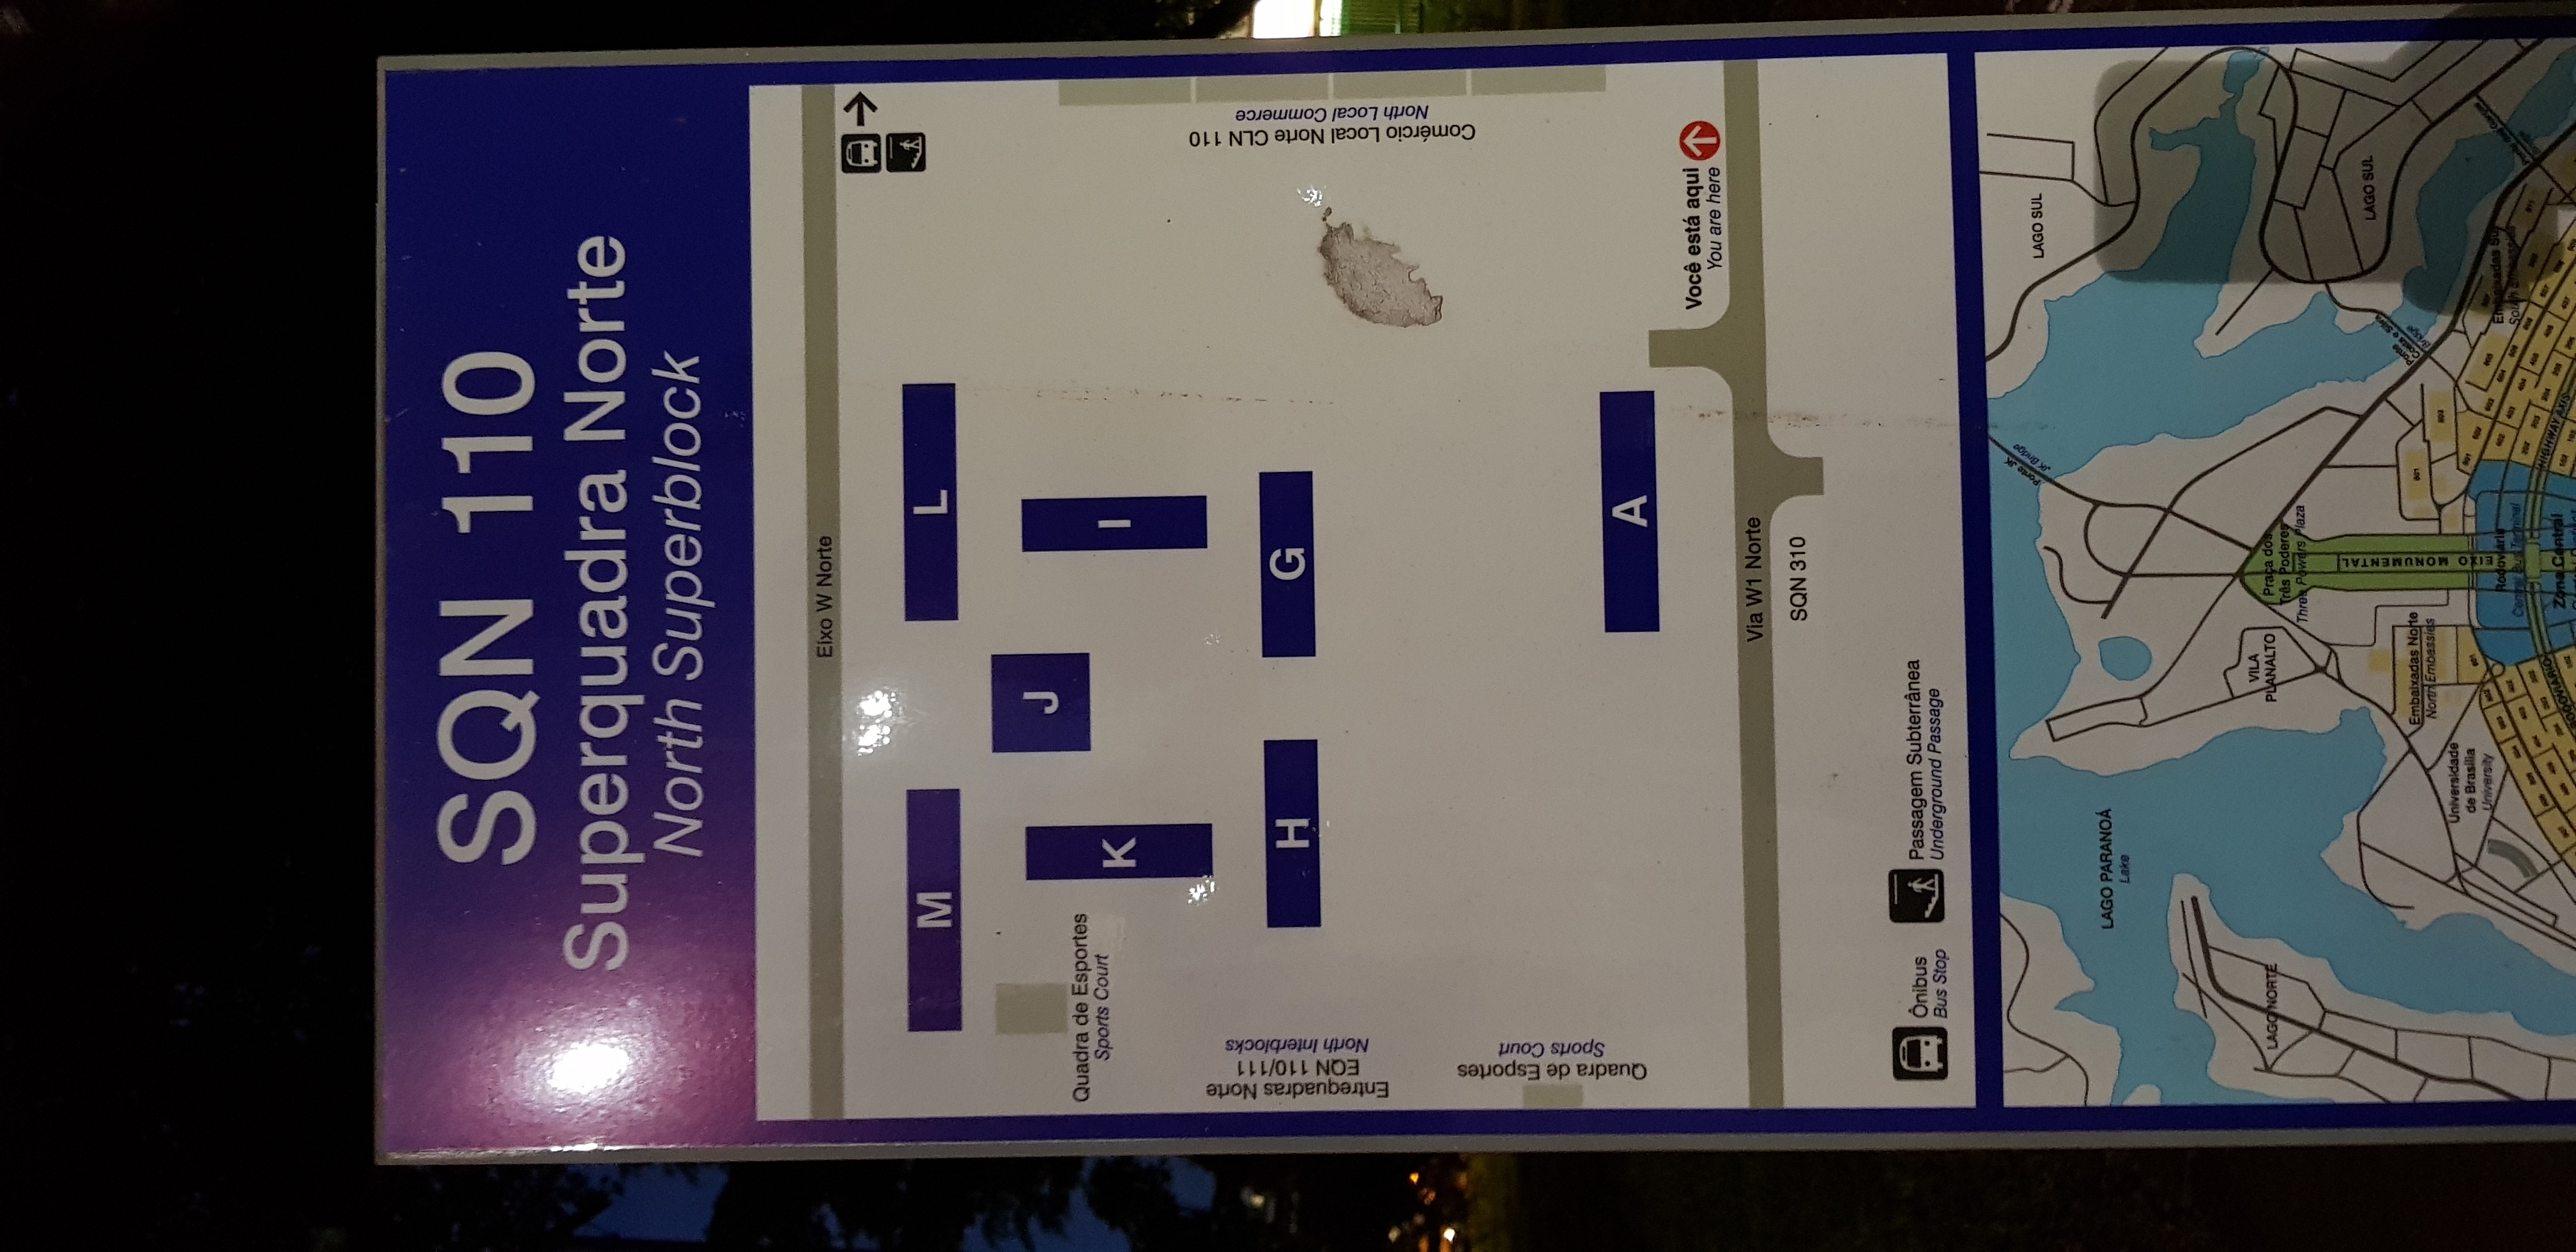 SQN 110
Superquadra Norte
North Superblock
Eixo W Norte
M
L
J
K
I
Quadra de Esportes
Sports Court
H
G
Entrequadras Norte
EQN 110/111
North Interblocks
Comércio Local Norte CLN 110
North Local Commerce
Quadra de Esportes
Sports Court
A
Você está aqui
You are here
Via W1 Norte
SQN 310
Ônibus
Bus Stop
Passagem Subterrânea
Underground Passage
Ponte JK
JK Bridge
LAGO SUL
LAGO PARANOÁ
Lake
LAGO NORTE
VILA
PLANALTO
Praça dos
Três Poderes
Three Powers Plaza
LAGO SUL
Ponte
Costa e Silva
Bridge
EIXO MONUMENTAL
Embaixadas Norte
North Embassies
601
603
Universidade
de Brasília
University
Embaixadas Sul
South Embassies
Ponte das Garças
Rodoviária
Central Bus Terminal
RODOVIÁRIO
HIGHWAY AXIS
Zona Central